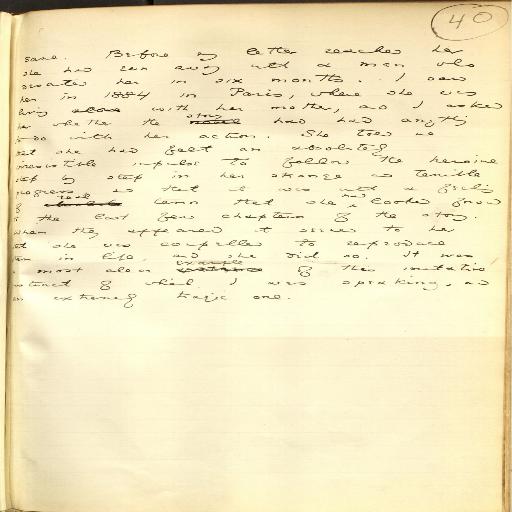 40
same. Before my letter reached her
she had run away with a man who
deserted her in six months. I saw
her in 1884 in Paris, where she was
living alone with her mother, and I asked
her whether the novel story had had anything
to do with her action. She told me
that she had felt an absolutely
irresistible impulse to follow the heroine
step by step in her strange and terrible
progress and that it was with a feeling
of real terror that she had looked forward
to the last few chapters of the story.
When they appeared it seemed to her
that she was compelled to reproduce
them in life, and she did so. It was
a most clear example of this imitative
instinct of which I was speaking, and
an extremely tragic one.